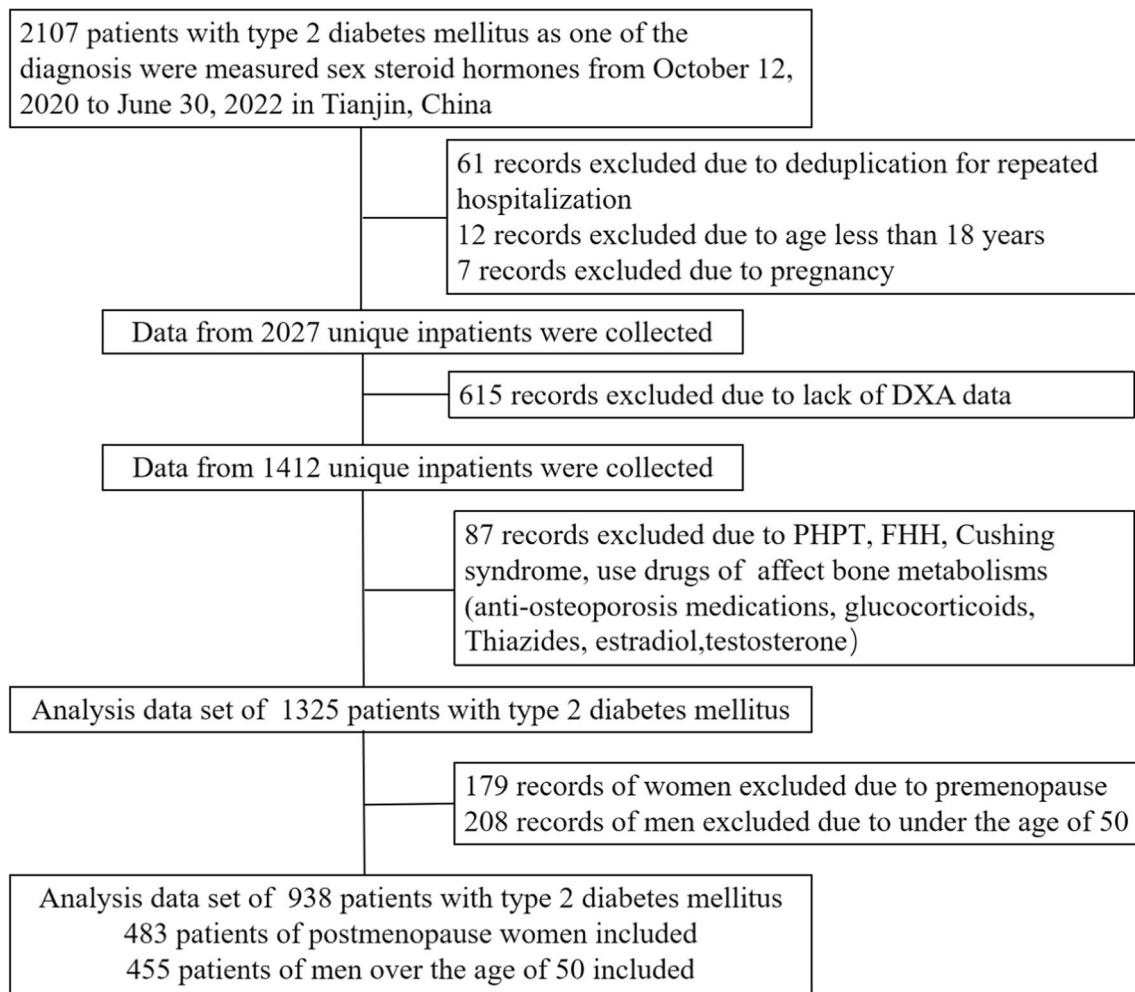 2107 patients with type 2 diabetes mellitus as one of the
diagnosis were measured sex steroid hormones from October 12,
2020 to June 30, 2022 in Tianjin, China
61 records excluded due to deduplication for repeated
hospitalization
12 records excluded due to age less than 18 years
7 records excluded due to pregnancy
Data from 2027 unique inpatients were collected
615 records excluded due to lack of DXA data
Data from 1412 unique inpatients were collected
87 records excluded due to PHPT, FHH, Cushing
syndrome, use drugs of affect bone metabolisms
(anti-osteoporosis medications, glucocorticoids,
Thiazides, estradiol,testosterone）
Analysis data set of 1325 patients with type 2 diabetes mellitus
179 records of women excluded due to premenopause
208 records of men excluded due to under the age of 50
Analysis data set of 938 patients with type 2 diabetes mellitus
483 patients of postmenopause women included
455 patients of men over the age of 50 included